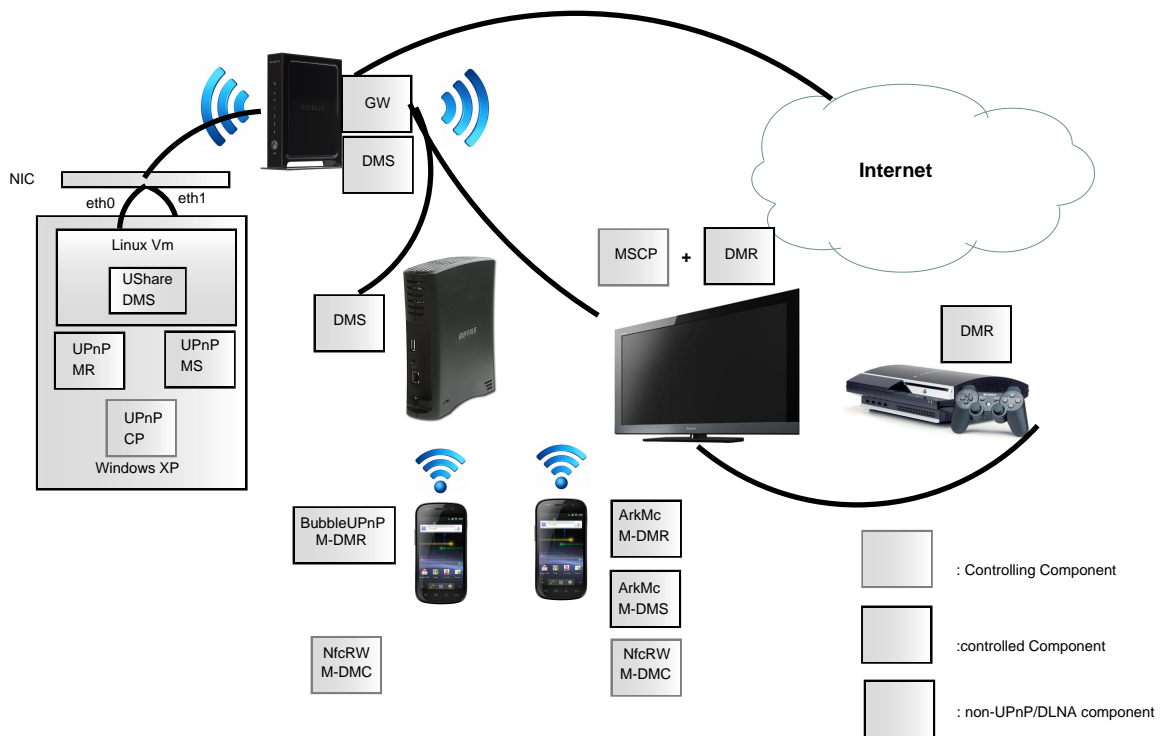 GW
DMS
Internet
NIC
eth0
eth1
Linux Vm
UShare
DMS
UPnP
MR
UPnP
MS
UPnP
CP
Windows XP
DMS
BUFFALO
MSCP
+
DMR
DMR
BubbleUPnP
M-DMR
ArkMc
M-DMR
ArkMc
M-DMS
NfcRW
M-DMC
NfcRW
M-DMC
: Controlling Component
:controlled Component
: non-UPnP/DLNA component